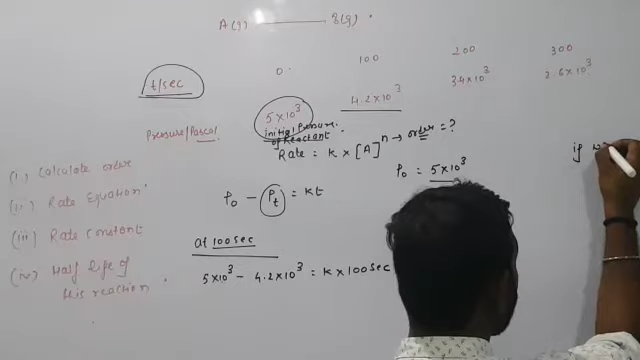 A(g) ——— B(g)
t/sec 0 100 200 300
Pressure/Pascal 5×10³ 4.2×10³ 3.4×10³ 2.6×10³
initial Pressure
of Reactant
Rate = K × [A]ⁿ → order = ?
(i) Calculate order
(ii) Rate Equation
(iii) Rate constant
(iv) Half life of
this reaction
P₀ = 5×10³
P₀ - Pt = Kt
At 100 sec
5×10³ - 4.2×10³ = K × 100 sec
if